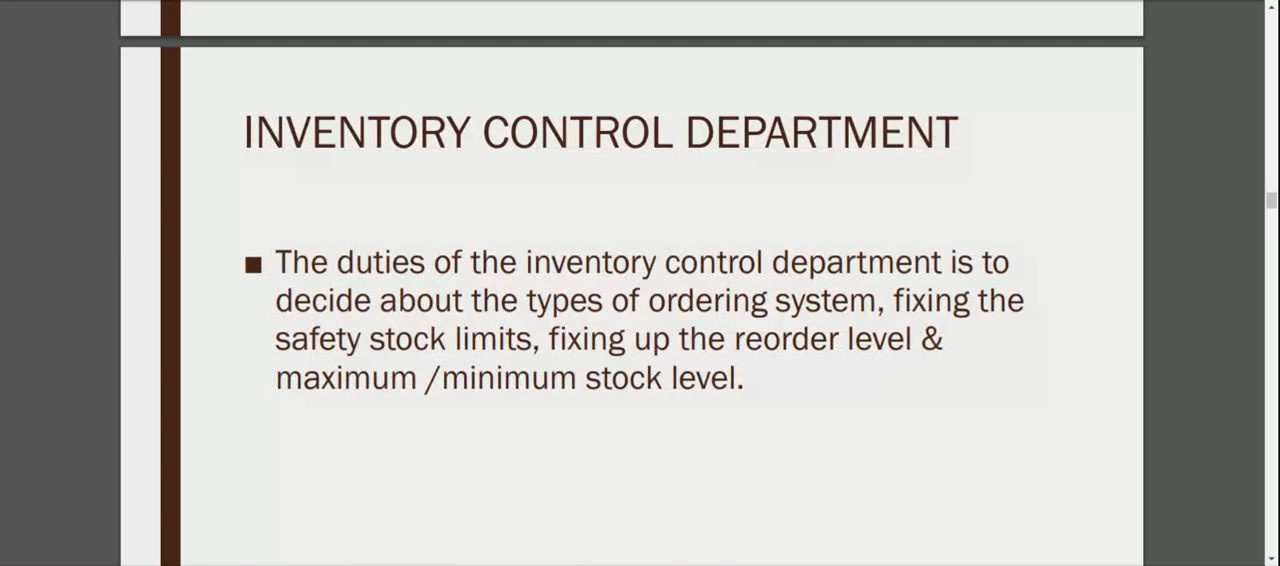 INVENTORY CONTROL DEPARTMENT
■ The duties of the inventory control department is to
decide about the types of ordering system, fixing the
safety stock limits, fixing up the reorder level &
maximum /minimum stock level.